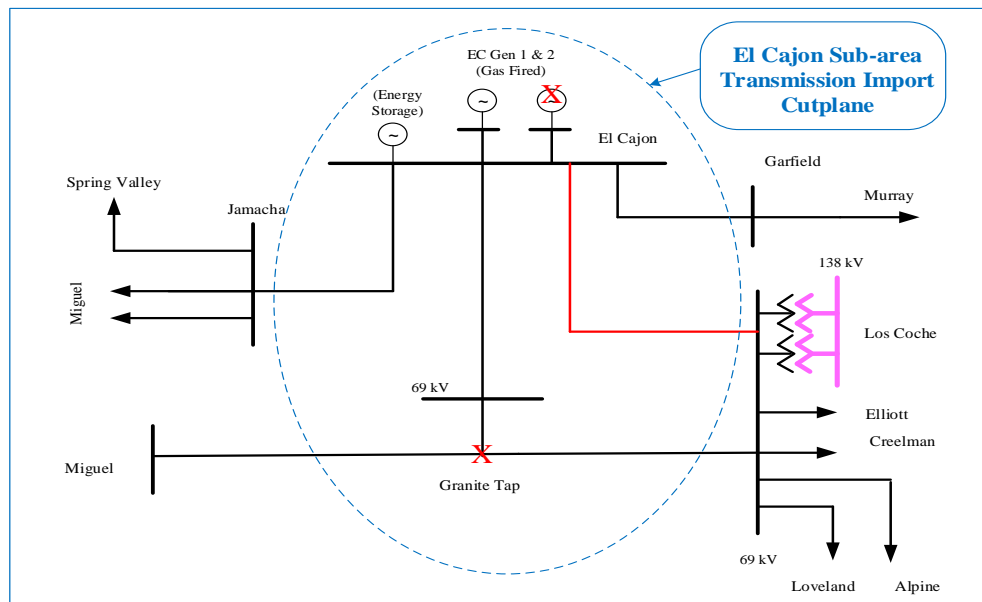 EC Gen 1 & 2
(Gas Fired)
El Cajon Sub-area
Transmission Import
Cutplane
(Energy
Storage)
~
~
X
~
El Cajon
Garfield
Spring Valley
Murray
Jamacha
138 kV
Miguel
Los Coche
69 kV
Elliott
Creelman
Miguel
X
Granite Tap
69 kV
Loveland
Alpine